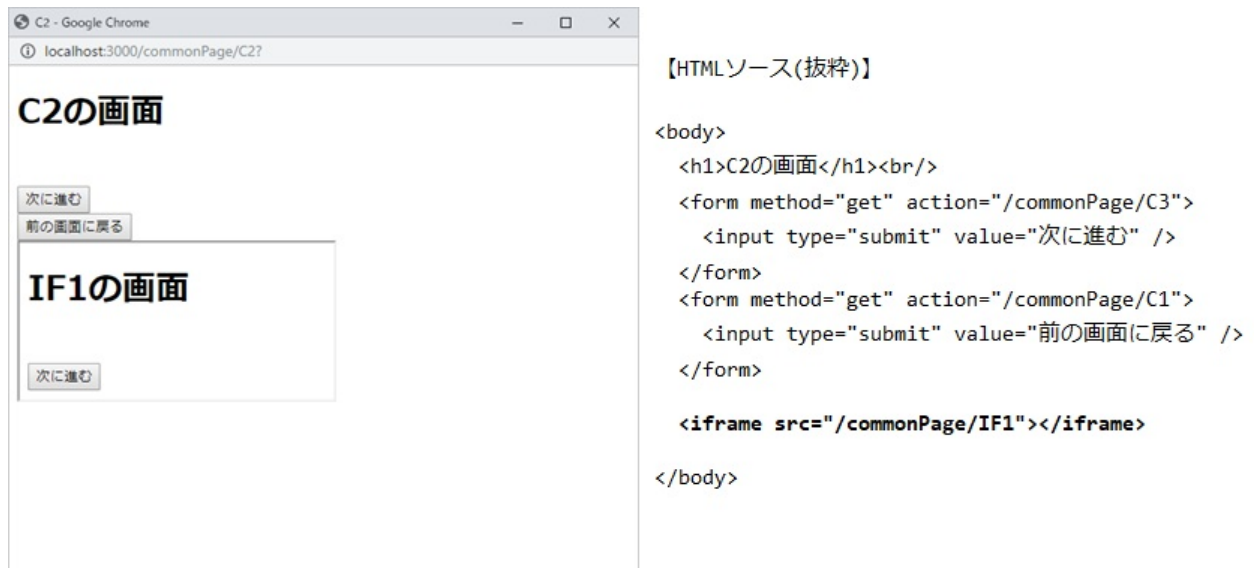 C2 - Google Chrome
localhost:3000/commonPage/C2?
C2の画面
次に進む
前の画面に戻る
IF1の画面
次に進む
【HTMLソース(抜粋)】
<body>
<h1>C2の画面</h1><br/>
<form method="get" action="/commonPage/C3">
<input type="submit" value="次に進む" />
</form>
<form method="get" action="/commonPage/C1">
<input type="submit" value="前の画面に戻る" />
</form>
<iframe src="/commonPage/IF1"></iframe>
</body>